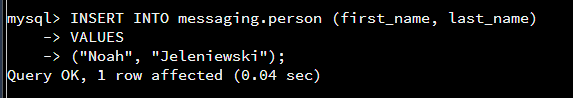 mysql> INSERT INTO messaging.person (first_name, last_name)
    -> VALUES
    -> ("Noah", "Jeleniewski");
Query OK, 1 row affected (0.04 sec)